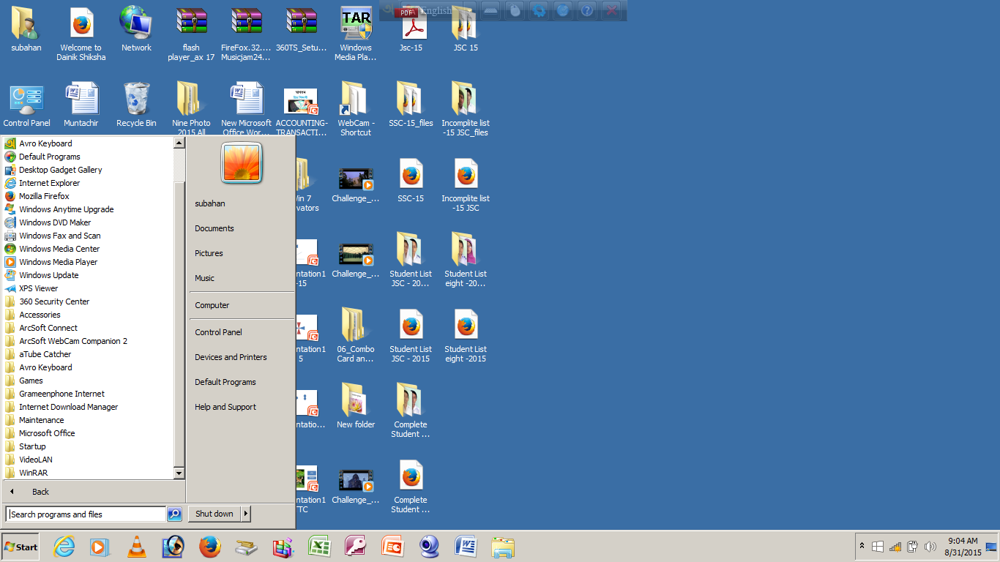 English
subahan
Welcome to
Dainik Shiksha
Network
flash
player_ax 17
FireFox.32....
Musicjam24...
360TS_Setu...
TAR
Windows
Media Pla...
PDF
Jsc-15
JSC 15
Control Panel
Muntachir
Recycle Bin
Nine Photo
2015 All
New Microsoft
Office Wor...
ACCOUNTING-
TRANSACTI...
WebCam -
Shortcut
SSC-15_files
Incomplite list
-15 JSC_files
Win 7
vators
Challenge_...
SSC-15
Incomplite list
-15 JSC
ntation1
-15
Challenge_...
Student List
JSC - 20...
Student List
eight -20...
ntation1
5
06_Combo
Card an...
Student List
JSC - 2015
Student List
eight -2015
ntatio...
New folder
Complete
Student ...
ntation1
TTC
Challenge_...
Complete
Student ...
Avro Keyboard
Default Programs
Desktop Gadget Gallery
Internet Explorer
Mozilla Firefox
Windows Anytime Upgrade
Windows DVD Maker
Windows Fax and Scan
Windows Media Center
Windows Media Player
Windows Update
XPS Viewer
360 Security Center
Accessories
ArcSoft Connect
ArcSoft WebCam Companion 2
aTube Catcher
Avro Keyboard
Games
Grameenphone Internet
Internet Download Manager
Maintenance
Microsoft Office
Startup
VideoLAN
WinRAR
Back
Search programs and files
subahan
Documents
Pictures
Music
Computer
Control Panel
Devices and Printers
Default Programs
Help and Support
Shut down
Start
9:04 AM
8/31/2015